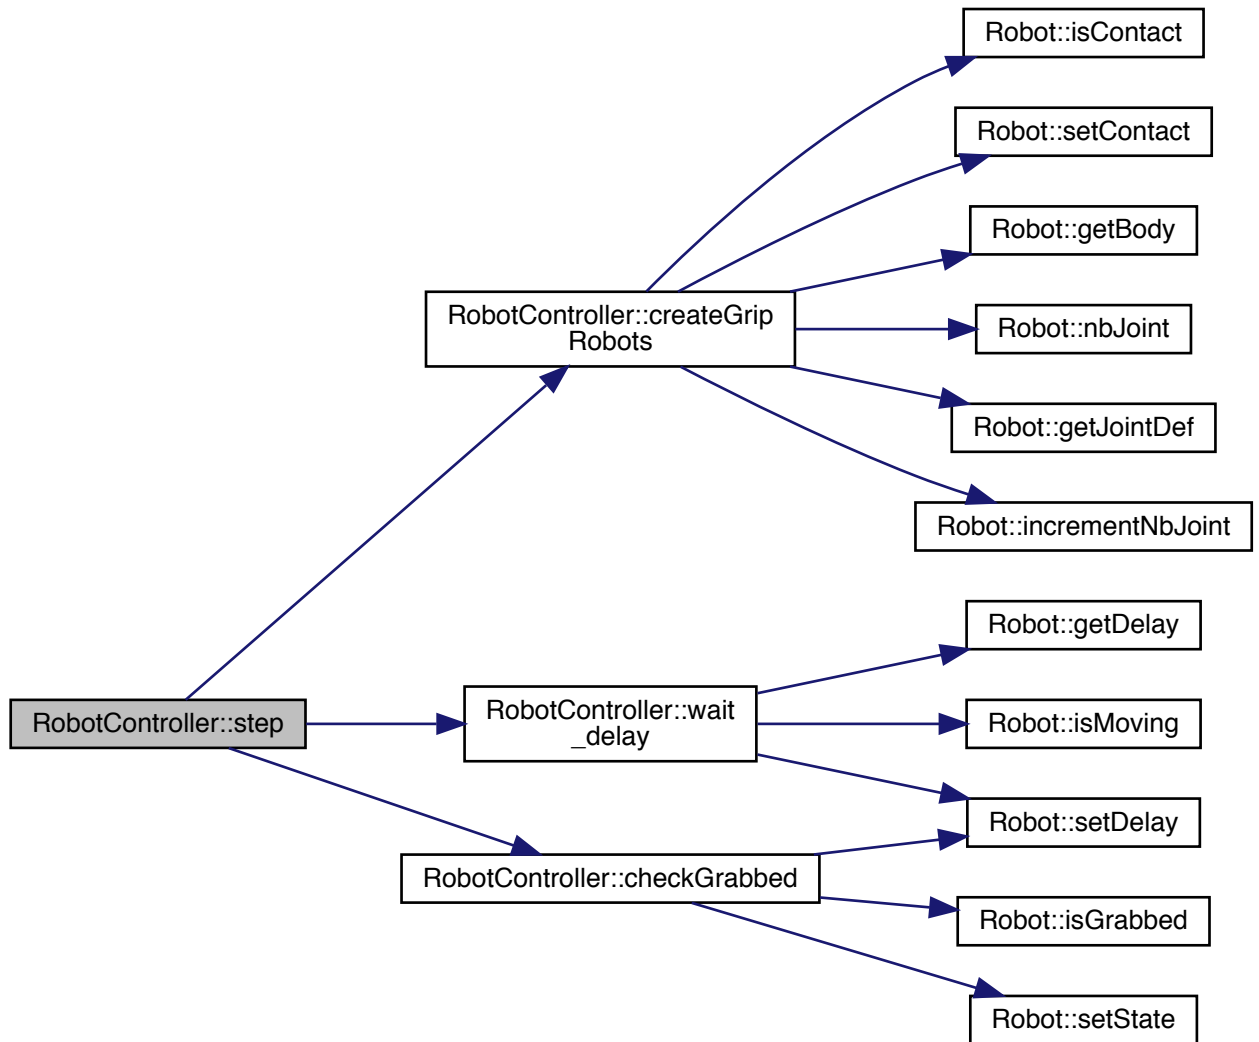 Robot::isContact
Robot::setContact
Robot::getBody
RobotController::createGrip
Robots
Robot::nbJoint
Robot::getJointDef
Robot::incrementNbJoint
Robot::getDelay
RobotController::step
RobotController::wait
_delay
Robot::isMoving
Robot::setDelay
RobotController::checkGrabbed
Robot::isGrabbed
Robot::setState